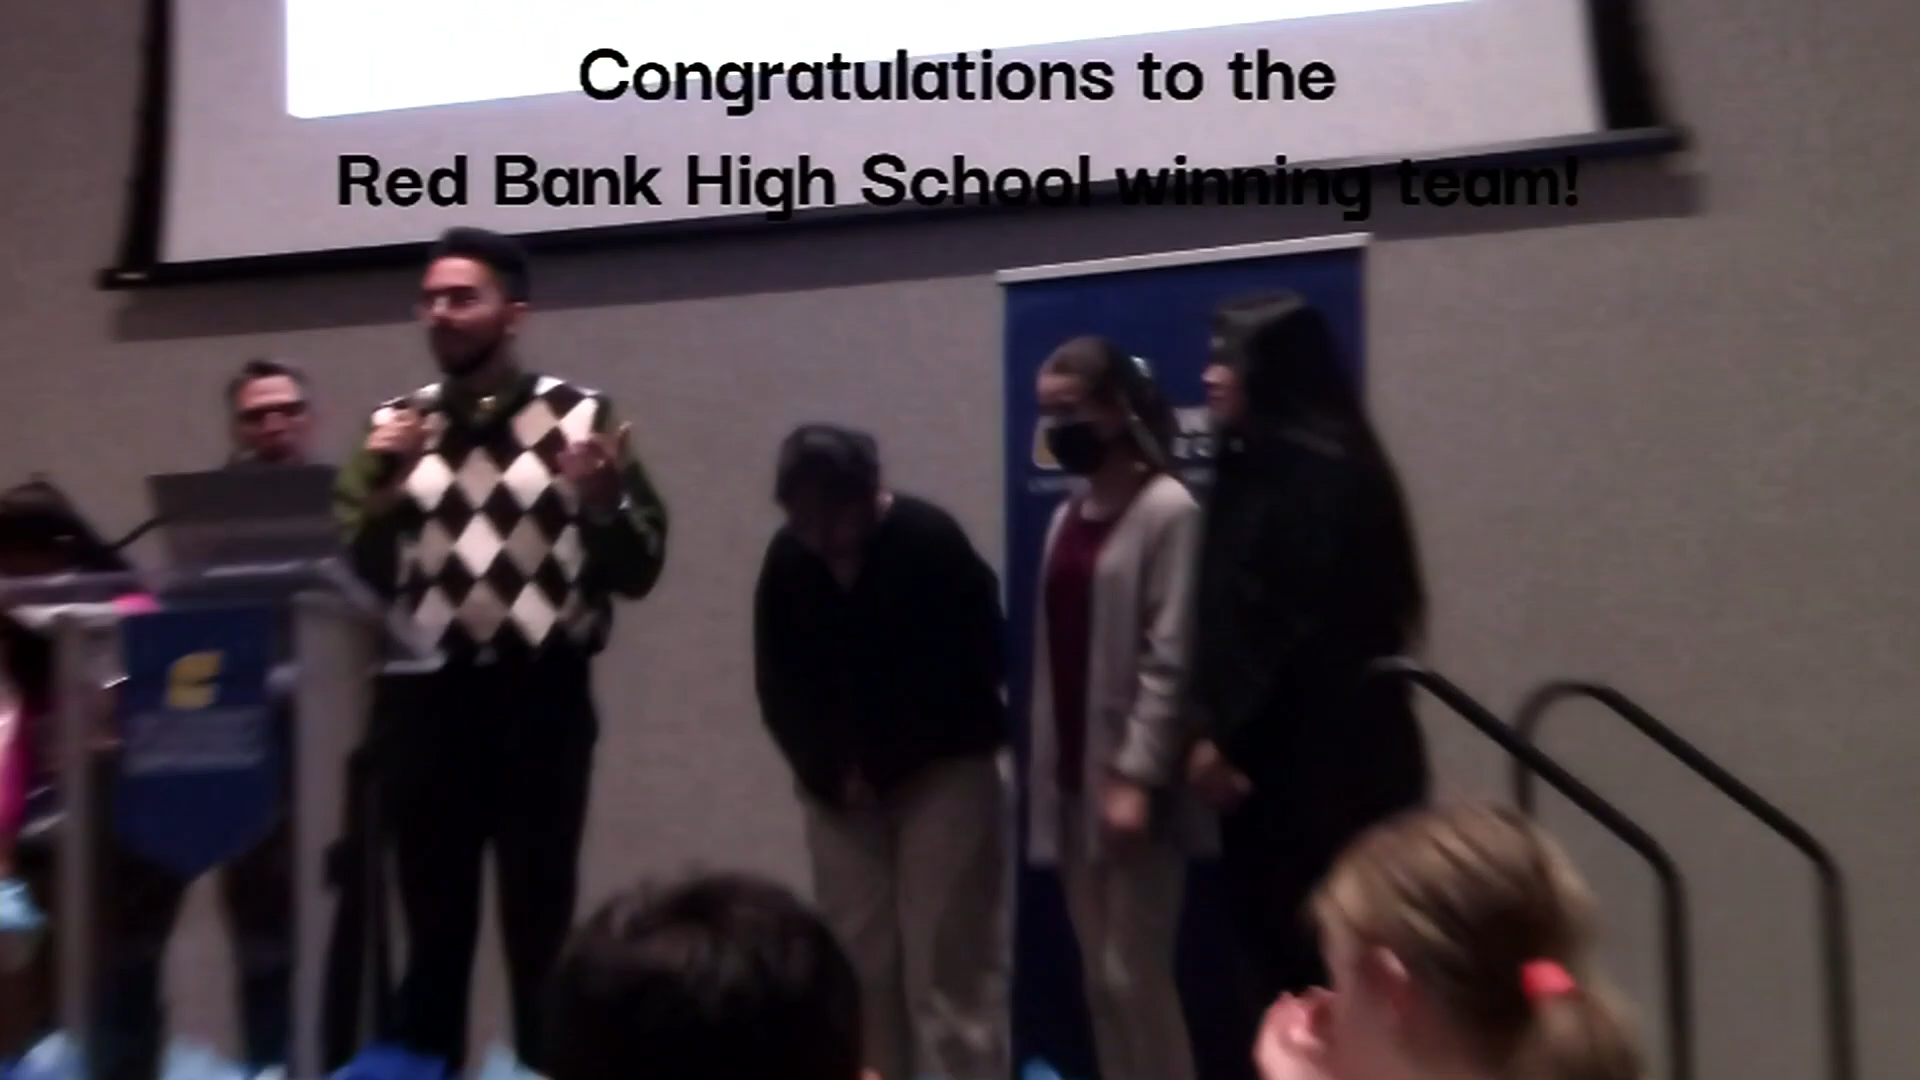 Congratulations to the
Red Bank High School winning team!